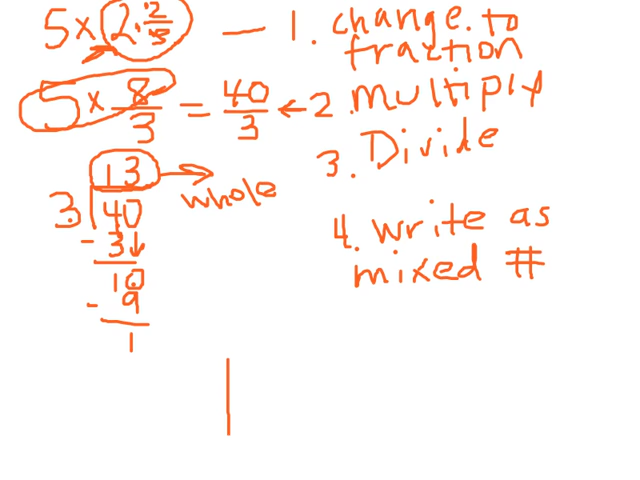 5 × 2 2/3 — 1. change to
fraction
5 × 8/3 = 40/3 ← 2. multiply
3. Divide
13 → whole
3 40
- 3 ↓
10
- 9
1
4. write as
mixed #